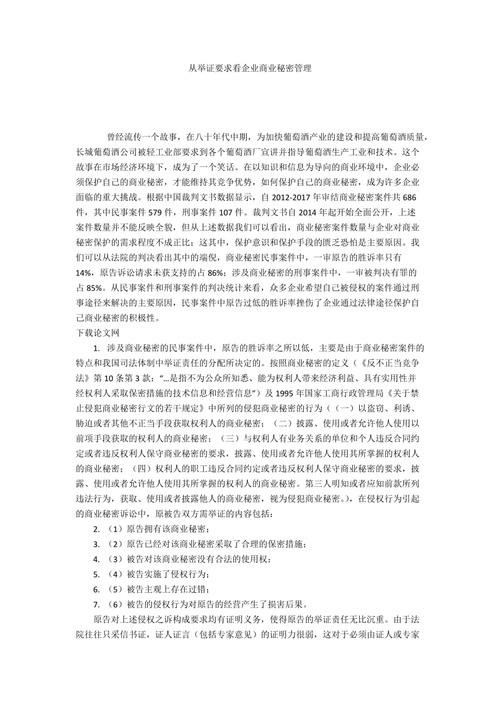 从举证要求看企业商业秘密管理
曾经流传一个故事，在八十年代中期，为加快葡萄酒产业的建设和提高葡萄酒质量，
长城葡萄酒公司被轻工业部要求到各个葡萄酒厂宣讲并指导葡萄酒生产工业和技术。这个
故事在市场经济环境下，成为了一个笑话。在以知识和信息为导向的商业环境中，企业必
须保护自己的商业秘密，才能维持其竞争优势，如何保护自己的商业秘密，成为许多企业
面临的重大挑战。根据中国裁判文书数据显示，自 2012-2017 年审结商业秘密案件共 686
件，其中民事案件 579 件，刑事案件 107 件。裁判文书自 2014 年起开始全面公开，上述
案件数量并不能反映全貌，但从上述数据我们可以看出，商业秘密案件数量与企业对商业
秘密保护的需求程度不成正比；这其中，保护意识和保护手段的匮乏恐怕是主要原因。我
们可以从法院的判决看出其中的端倪，商业秘密民事案件中，一审原告的胜诉率只有
14%，原告诉讼请求未获支持的占 86%；涉及商业秘密的刑事案件中，一审被判决有罪的
占 85%。从民事案件和刑事案件的判决统计来看，众多企业希望自己被侵权的案件通过刑
事途径来解决的主要原因，民事案件中原告过低的胜诉率挫伤了企业通过法律途径保护自
己商业秘密的积极性。
下载论文网
1. 涉及商业秘密的民事案件中，原告的胜诉率之所以低，主要是由于商业秘密案件的
特点和我国司法体制中举证责任的分配所决定的。按照商业秘密的定义（《反不正当竞争
法》第 10 条第 3 款：“…是指不为公众所知悉、能为权利人带来经济利益、具有实用性并
经权利人采取保密措施的技术信息和经营信息”）及 1995 年国家工商行政管理局《关于禁
止侵犯商业秘密行文的若干规定》中所列的侵犯商业秘密的行为（（一）以盗窃、利诱、
胁迫或者其他不正当手段获取权利人的商业秘密；（二）披露、使用或者允许他人使用以
前项手段获取的权利人的商业秘密；（三）与权利人有业务关系的单位和个人违反合同约
定或者违反权利人保守商业秘密的要求，披露、使用或者允许他人使用其所掌握的权利人
的商业秘密；（四）权利人的职工违反合同约定或者违反权利人保守商业秘密的要求，披
露、使用或者允许他人使用其所掌握的权利人的商业秘密。第三人明知或者应知前款所列
违法行为，获取、使用或者披露他人的商业秘密，视为侵犯商业秘密。），在侵权行为引起
的商业秘密诉讼中，原被告双方需举证的内容包括：
2. （1）原告拥有该商业秘密；
3. （2）原告已经对该商业秘密采取了合理的保密措施；
4. （3）被告对该商业秘密没有合法的使用权；
5. （4）被告实施了侵权行为；
6. （5）被告主观上存在过错；
7. （6）被告的侵权行为对原告的经营产生了损害后果。
原告对上述侵权之诉构成要求均有证明义务，使得原告的举证责任无比沉重。由于法
院往往只采信书证，证人证言（包括专家意见）的证明力很弱，这对于必须由证人或专家